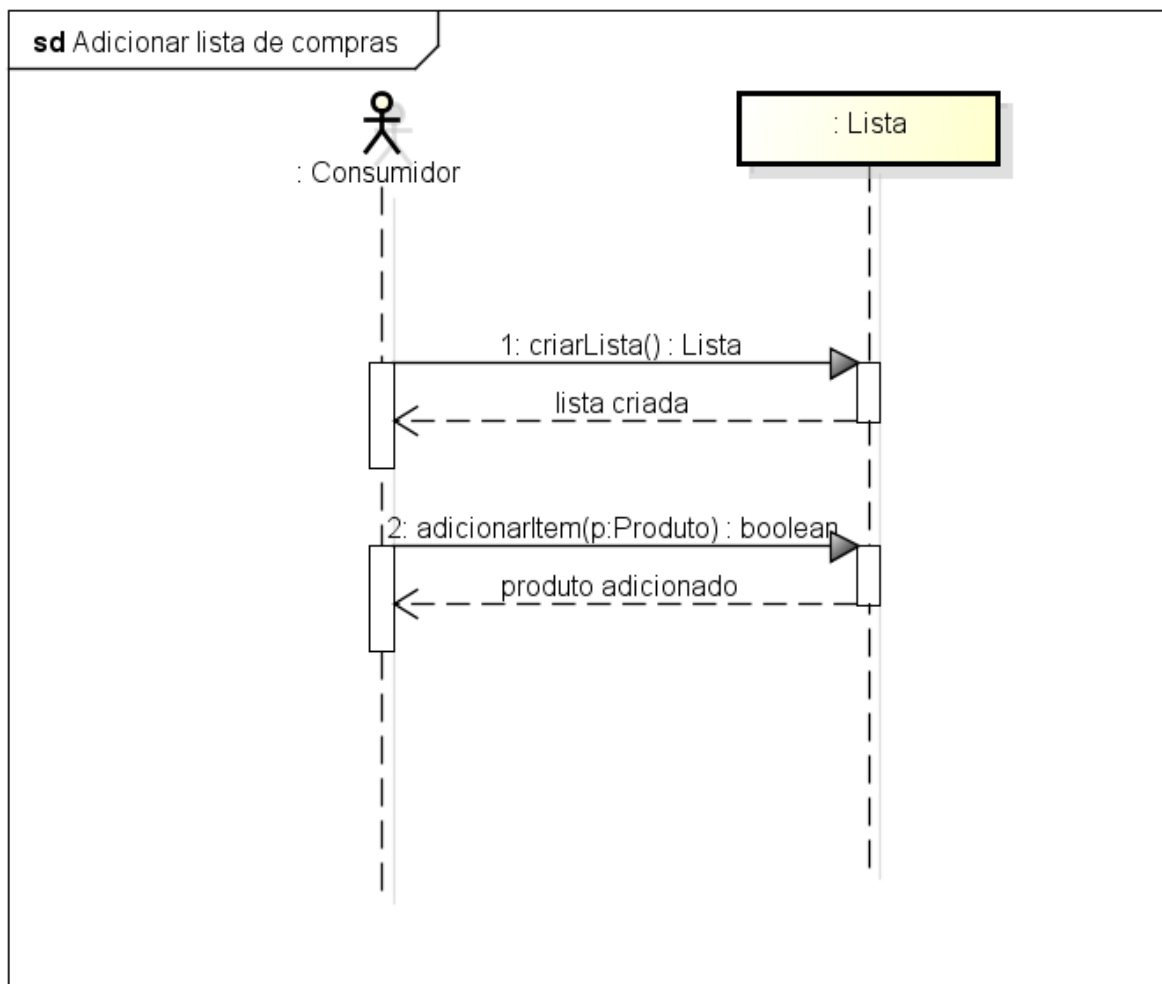 sd Adicionar lista de compras
: Consumidor
: Lista
1: criarLista() : Lista
lista criada
2: adicionarItem(p:Produto) : boolean
produto adicionado